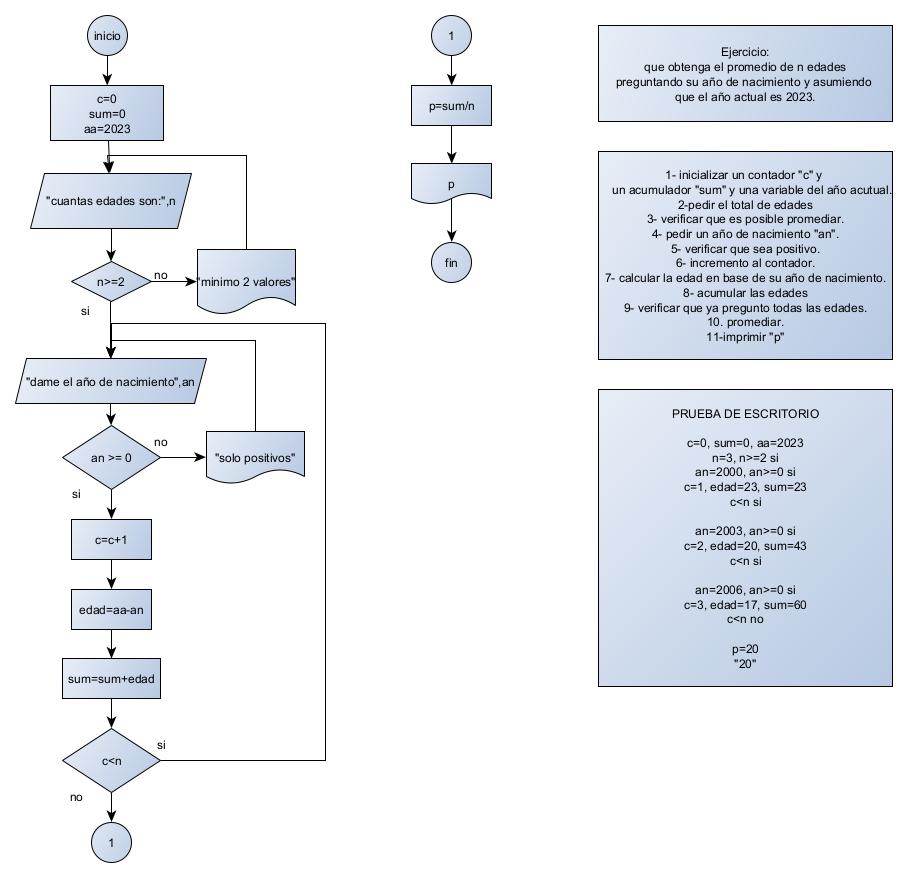 inicio
c=0
sum=0
aa=2023
"cuantas edades son:",n
n>=2
no
si
"minimo 2 valores"
"dame el año de nacimiento",an
an >= 0
no
si
"solo positivos"
c=c+1
edad=aa-an
sum=sum+edad
c<n
si
no
1
1
p=sum/n
p
fin
Ejercicio:
que obtenga el promedio de n edades
preguntando su año de nacimiento y asumiendo
que el año actual es 2023.
1- inicializar un contador "c" y
un acumulador "sum" y una variable del año acutual.
2-pedir el total de edades
3- verificar que es posible promediar.
4- pedir un año de nacimiento "an".
5- verificar que sea positivo.
6- incremento al contador.
7- calcular la edad en base de su año de nacimiento.
8- acumular las edades
9- verificar que ya pregunto todas las edades.
10. promediar.
11-imprimir "p"
PRUEBA DE ESCRITORIO
c=0, sum=0, aa=2023
n=3, n>=2 si
an=2000, an>=0 si
c=1, edad=23, sum=23
c<n si
an=2003, an>=0 si
c=2, edad=20, sum=43
c<n si
an=2006, an>=0 si
c=3, edad=17, sum=60
c<n no
p=20
"20"